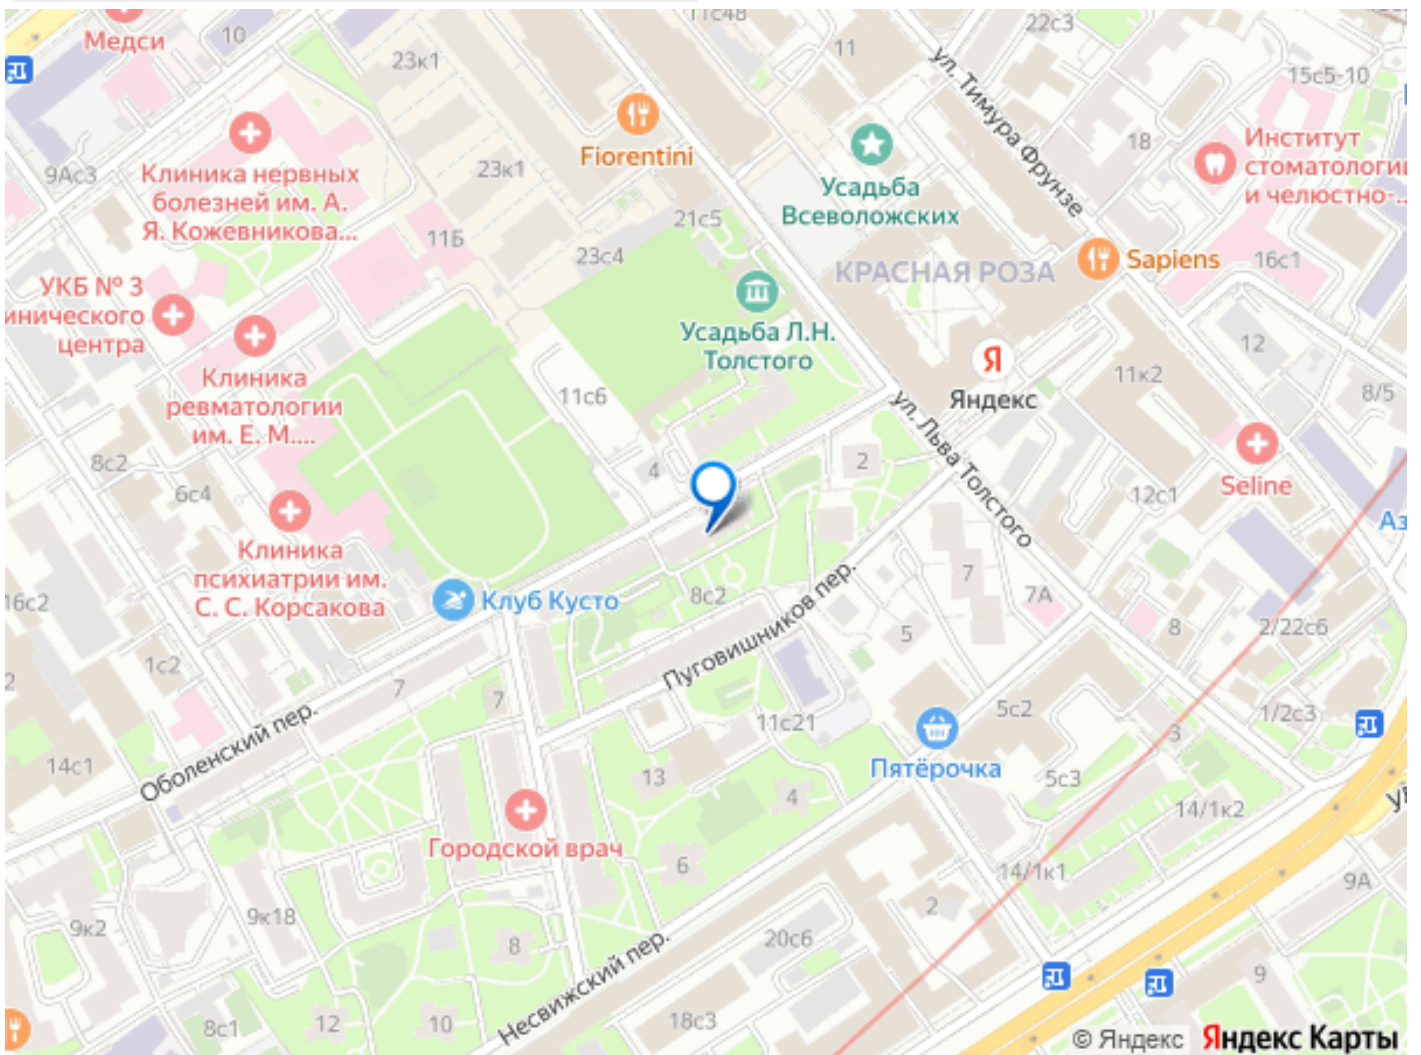 11с48
22с3
Медси
10
11
23к1
ул. Тимура Фрунзе
15с5-10
Fiorentini
18
Институт
стоматологии
и челюстно-...
9Ас3
Клиника нервных
болезней им. А.
Я. Кожевникова...
23к1
Усадьба
Всеволожских
21с5
11Б
23с4
КРАСНАЯ РОЗА
Sapiens
16с1
УКБ № 3
инического
центра
Усадьба Л.Н.
Толстого
12
Я
Яндекс
11к2
8/5
Клиника
ревматологии
им. Е. М....
11с6
ул. Льва Толстого
8с2
4
2
6с4
12с1
Seline
Аз
Клиника
психиатрии им.
С. С. Корсакова
16с2
Клуб Кусто
8с2
Пуговишников пер.
7
7А
5
8
2/22с6
1с2
2
7
7
Оболенский пер.
11с21
5с2
1/2с3
3
14с1
13
Пятёрочка
5с3
4
14/1к2
Городской врач
6
14/1к1
9А
9к2
9к18
2
8
20с6
Несвижский пер.
9
8с1
12
10
18с3
© Яндекс Яндекс Карты